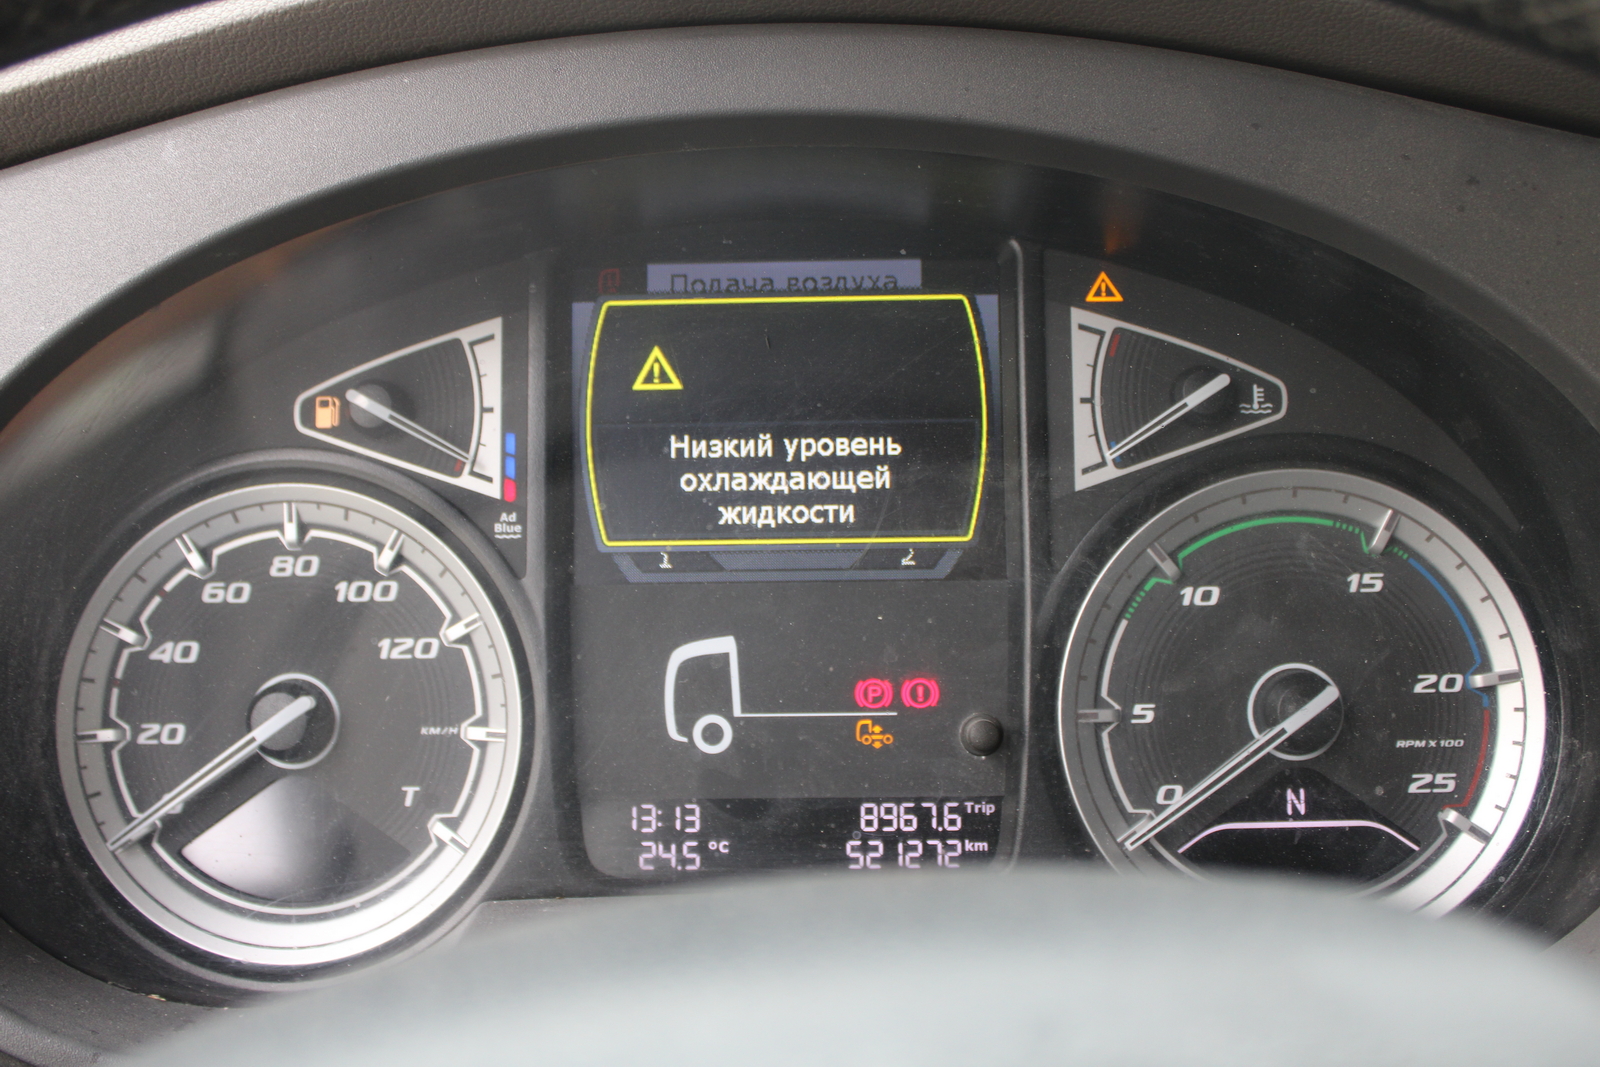 Подача воздуха
Низкий уровень
охлаждающей
жидкости
Ad
Blue
20
40
60
80
100
120
KM/H
T
0
5
10
15
20
25
RPM X 100
N
P
13:13
8967.6 Trip
24.5 °C
521272 km